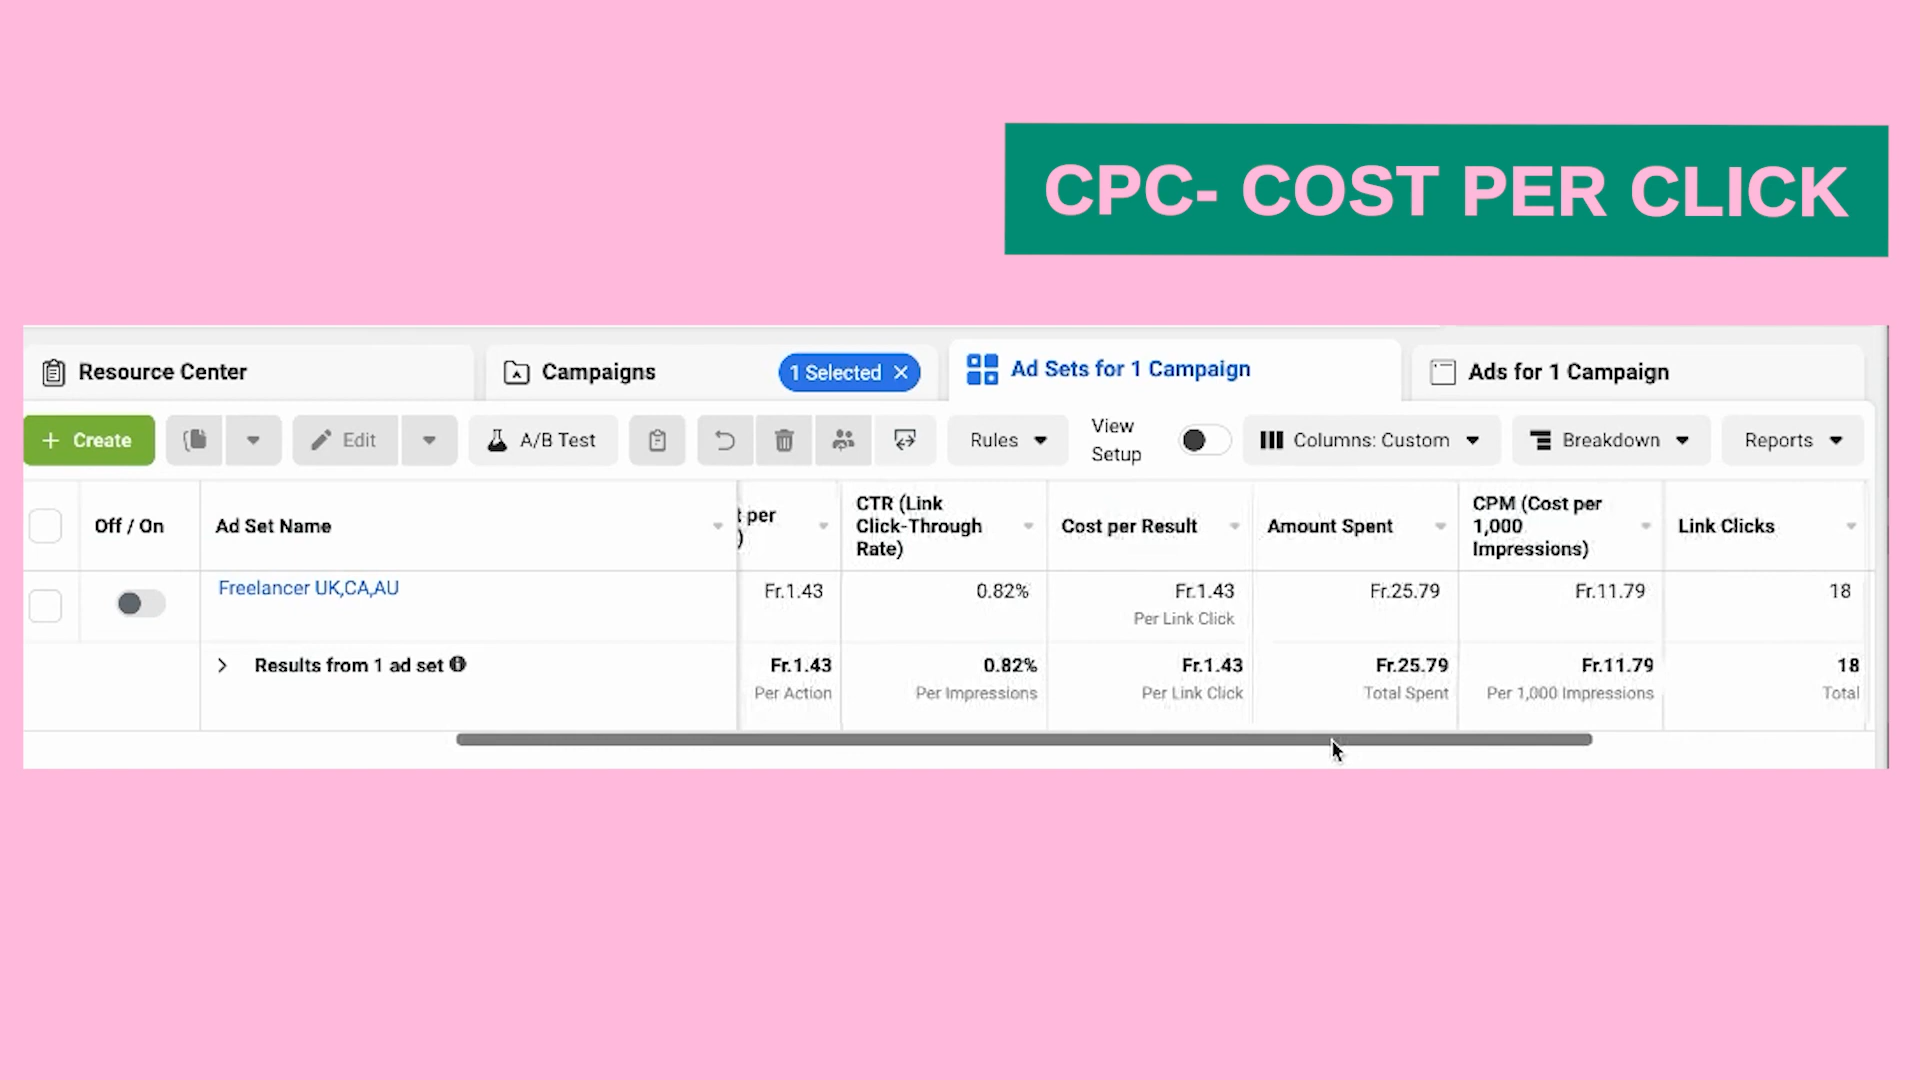 CPC- COST PER CLICK
Resource Center
Campaigns
1 Selected ×
Ad Sets for 1 Campaign
Ads for 1 Campaign
+ Create
Edit
A/B Test
Rules
View
Setup
Columns: Custom
Breakdown
Reports
Off / On
Ad Set Name
per
)
CTR (Link
Click-Through
Rate)
Cost per Result
Amount Spent
CPM (Cost per
1,000
Impressions)
Link Clicks
Freelancer UK,CA,AU
Fr.1.43
0.82%
Fr.1.43
Per Link Click
Fr.25.79
Fr.11.79
18
Results from 1 ad set
Fr.1.43
Per Action
0.82%
Per Impressions
Fr.1.43
Per Link Click
Fr.25.79
Total Spent
Fr.11.79
Per 1,000 Impressions
18
Total